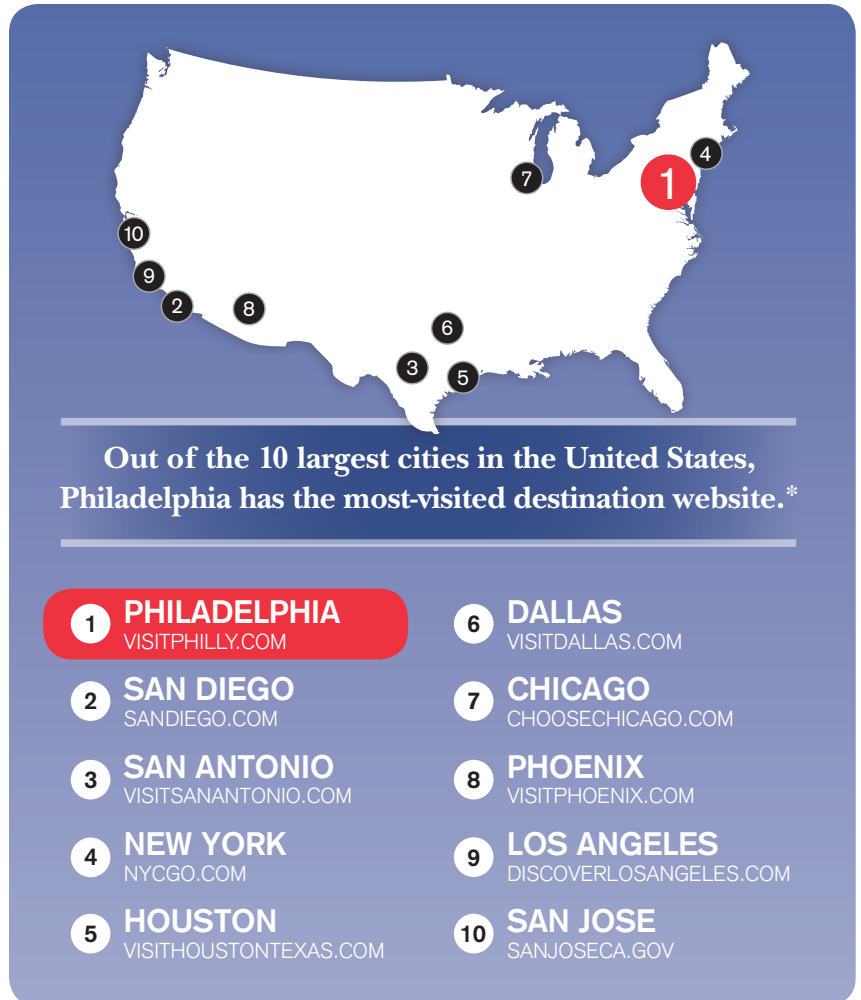 7
4
1
10
9
2
8
6
3
5
Out of the 10 largest cities in the United States,
Philadelphia has the most-visited destination website.*
1 PHILADELPHIA
VISITPHILLY.COM
2 SAN DIEGO
SANDIEGO.COM
3 SAN ANTONIO
VISITSANANTONIO.COM
4 NEW YORK
NYCGO.COM
5 HOUSTON
VISITHOUSTONTEXAS.COM
6 DALLAS
VISITDALLAS.COM
7 CHICAGO
CHOOSECHICAGO.COM
8 PHOENIX
VISITPHOENIX.COM
9 LOS ANGELES
DISCOVERLOSANGELES.COM
10 SAN JOSE
SANJOSECA.GOV